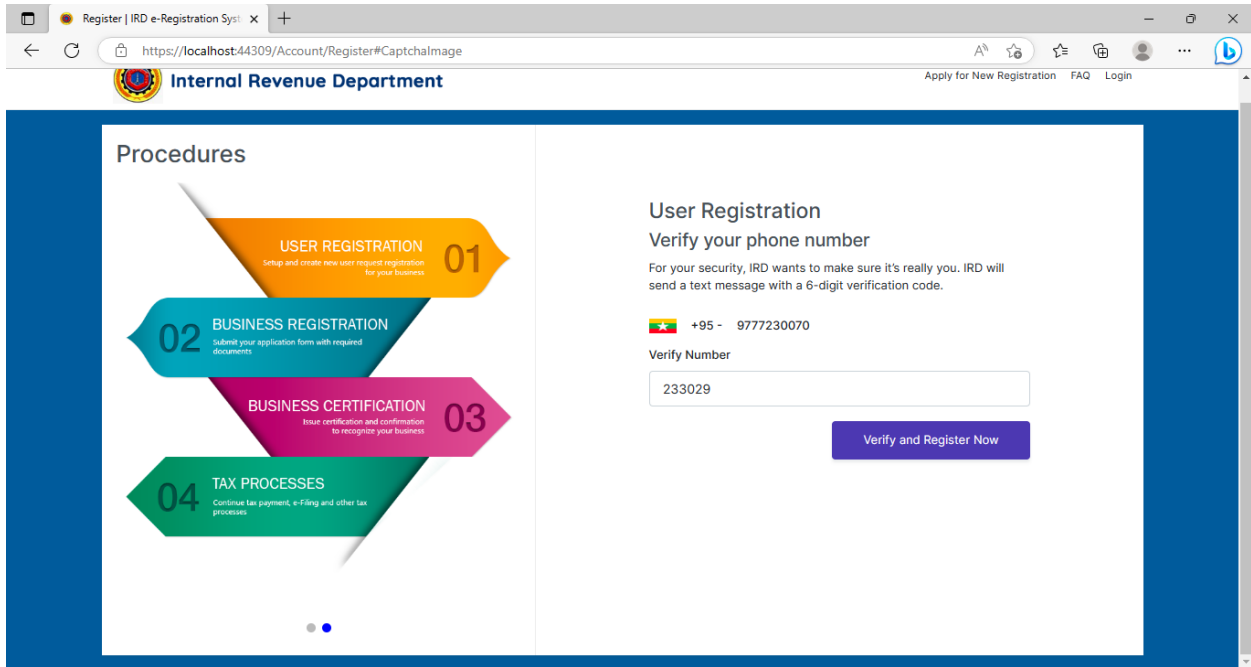 Register | IRD e-Registration Syst
https://localhost:44309/Account/Register#CaptchaImage
Internal Revenue Department
Apply for New Registration FAQ Login
Procedures
USER REGISTRATION
Setup and create new user request registration
for your business
01
02
BUSINESS REGISTRATION
Submit your application form with required
documents
BUSINESS CERTIFICATION
Issue certification and confirmation
to recognize your business
03
04
TAX PROCESSES
Continue tax payment, e-Filing and other tax
processes
User Registration
Verify your phone number
For your security, IRD wants to make sure it's really you. IRD will
send a text message with a 6-digit verification code.
+95 - 9777230070
Verify Number
233029
Verify and Register Now